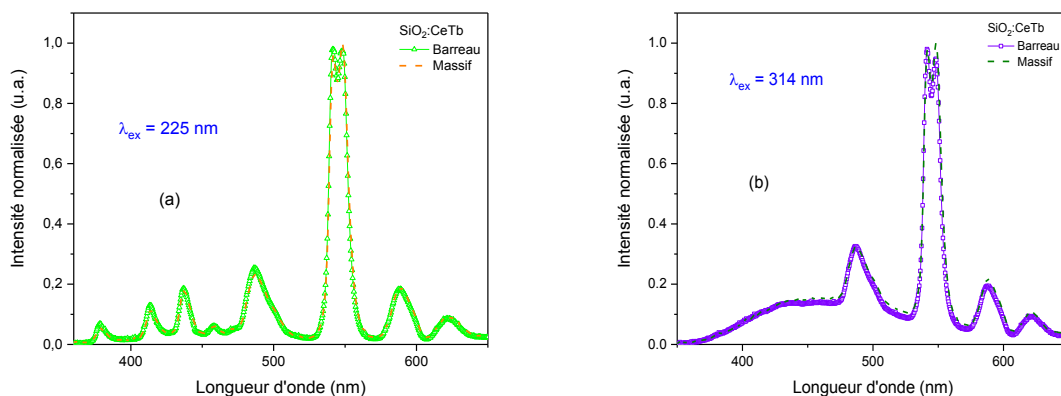 SiO₂:CeTb
Barreau
Massif
λex = 225 nm
(a)
Intensité normalisée (u.a.)
1,0
0.8
0,6
0.4
0.2
0.0
400
500
600
Longueur d'onde (nm)
SiO₂:CeTb
Barreau
Massif
λex = 314 nm
(b)
Intensité normalisée (u.a.)
1.0
0.8
0,6
0.4
0.2
0.0
400
500
600
Longueur d'onde (nm)